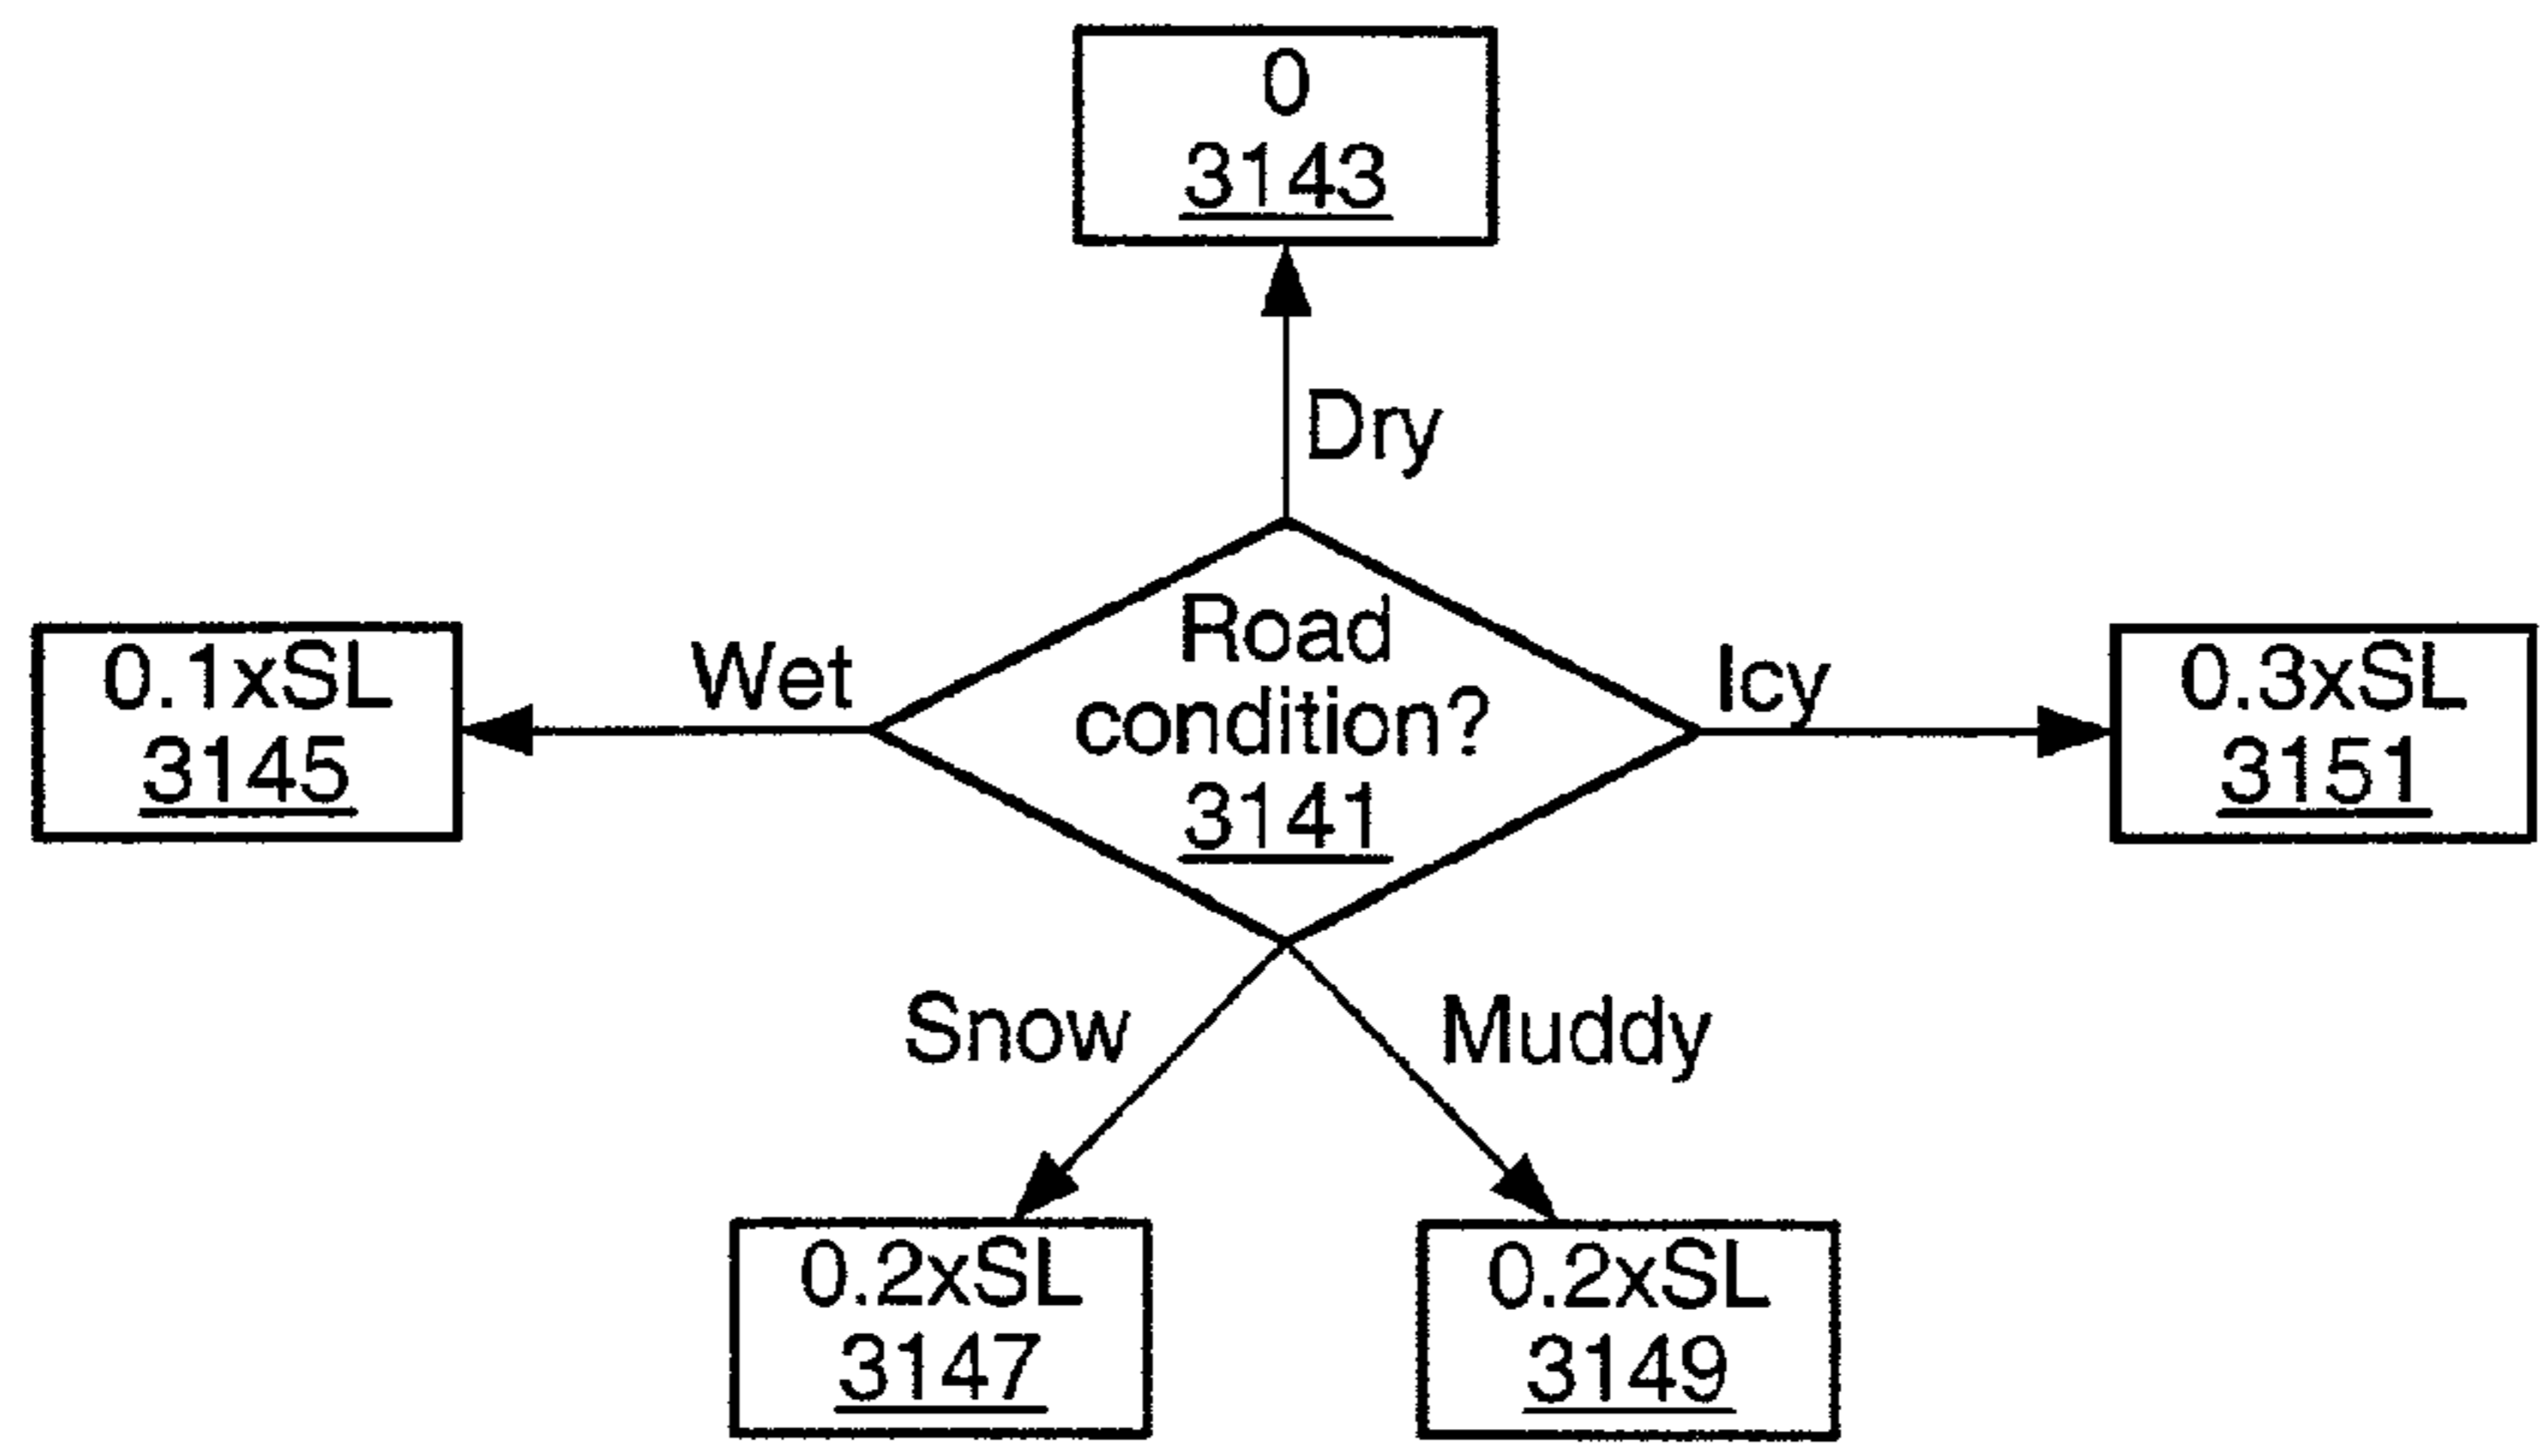 0
3143
Dry
Wet
0.1xSL
3145
Road
condition?
3141
Icy
0.3xSL
3151
Snow
Muddy
0.2xSL
3147
0.2xSL
3149